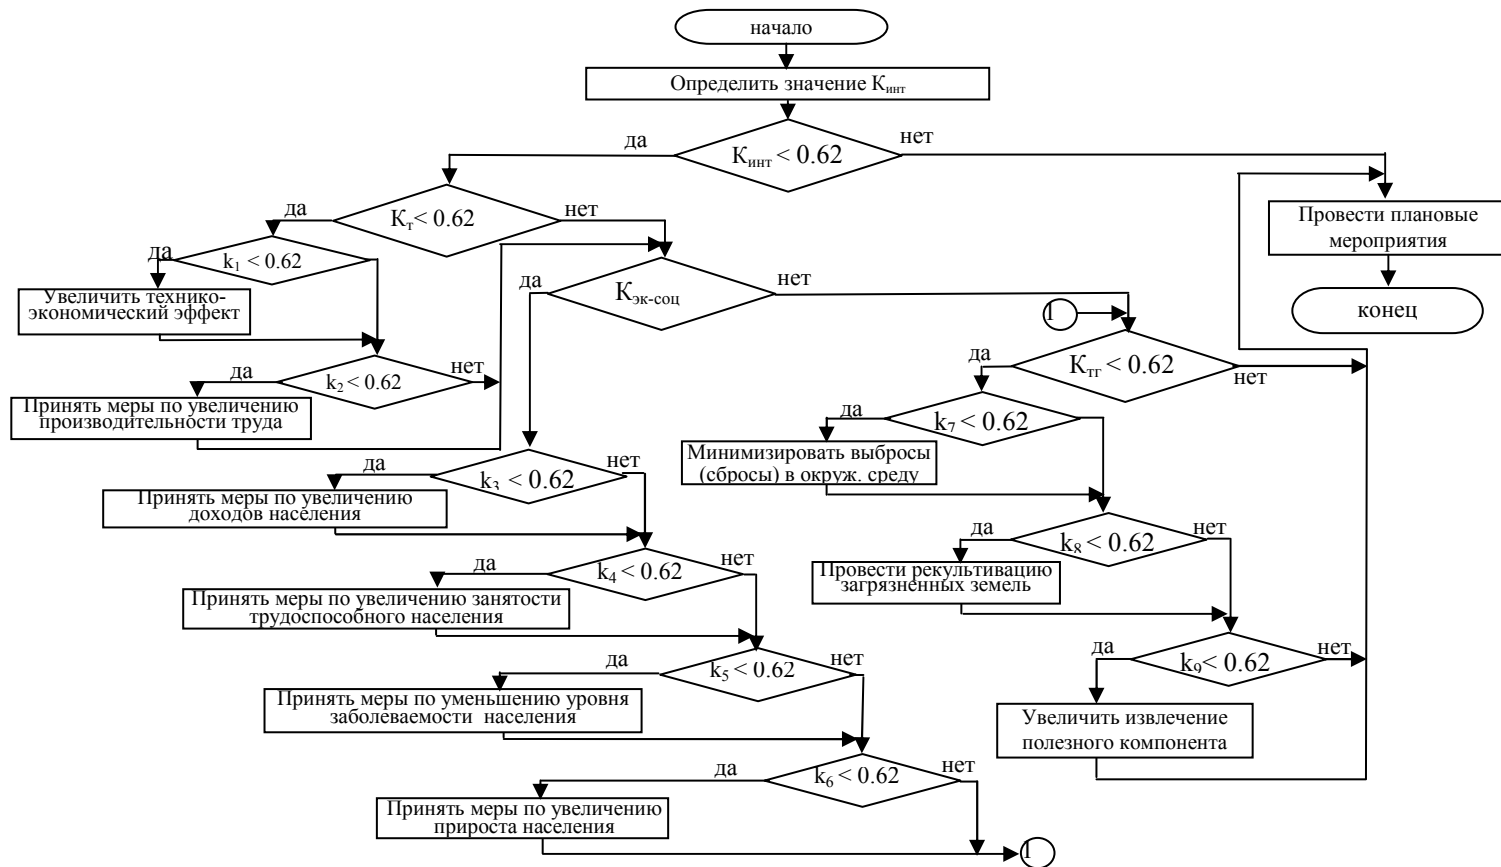 начало
Определить значение Кинт
да
нет
Кинт < 0.62
да
Кт < 0.62
нет
Провести плановые
мероприятия
да
k1 < 0.62
да
Кэк-соц
нет
Увеличить технико-
экономический эффект
1
конец
да
k2 < 0.62
нет
да
Ктг < 0.62
нет
Принять меры по увеличению
производительности труда
да
k7 < 0.62
Минимизировать выбросы
(сбросы) в окруж. среду
да
k3 < 0.62
нет
Принять меры по увеличению
доходов населения
да
k8 < 0.62
нет
Провести рекультивацию
загрязненных земель
да
k4 < 0.62
нет
Принять меры по увеличению занятости
трудоспособного населения
да
k9 < 0.62
нет
да
k5 < 0.62
нет
Принять меры по уменьшению уровня
заболеваемости населения
Увеличить извлечение
полезного компонента
да
k6 < 0.62
нет
Принять меры по увеличению
прироста населения
1